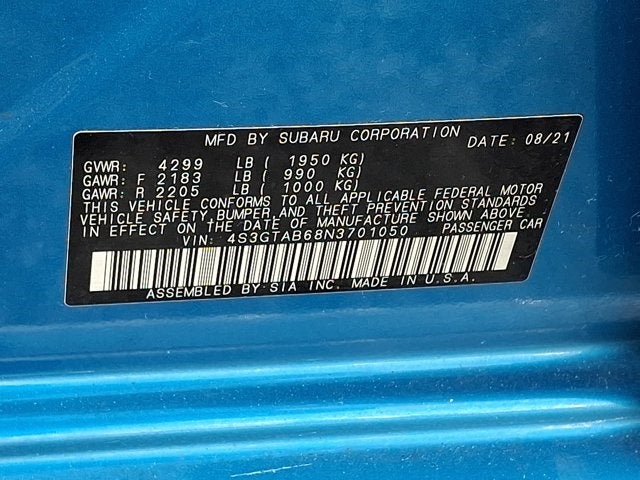 MFD BY SUBARU CORPORATION DATE: 08/21
GVWR: 4299 LB ( 1950 KG)
GAWR: F 2183 LB ( 990 KG)
GAWR: R 2205 LB ( 1000 KG)
THIS VEHICLE CONFORMS TO ALL APPLICABLE FEDERAL MOTOR
VEHICLE SAFETY, BUMPER, AND THEFT PREVENTION STANDARDS
IN EFFECT ON THE DATE OF MANUFACTURE SHOWN ABOVE.
VIN: 4S3GTAB68N3701050 PASSENGER CAR
ASSEMBLED BY SIA INC. MADE IN U.S.A.